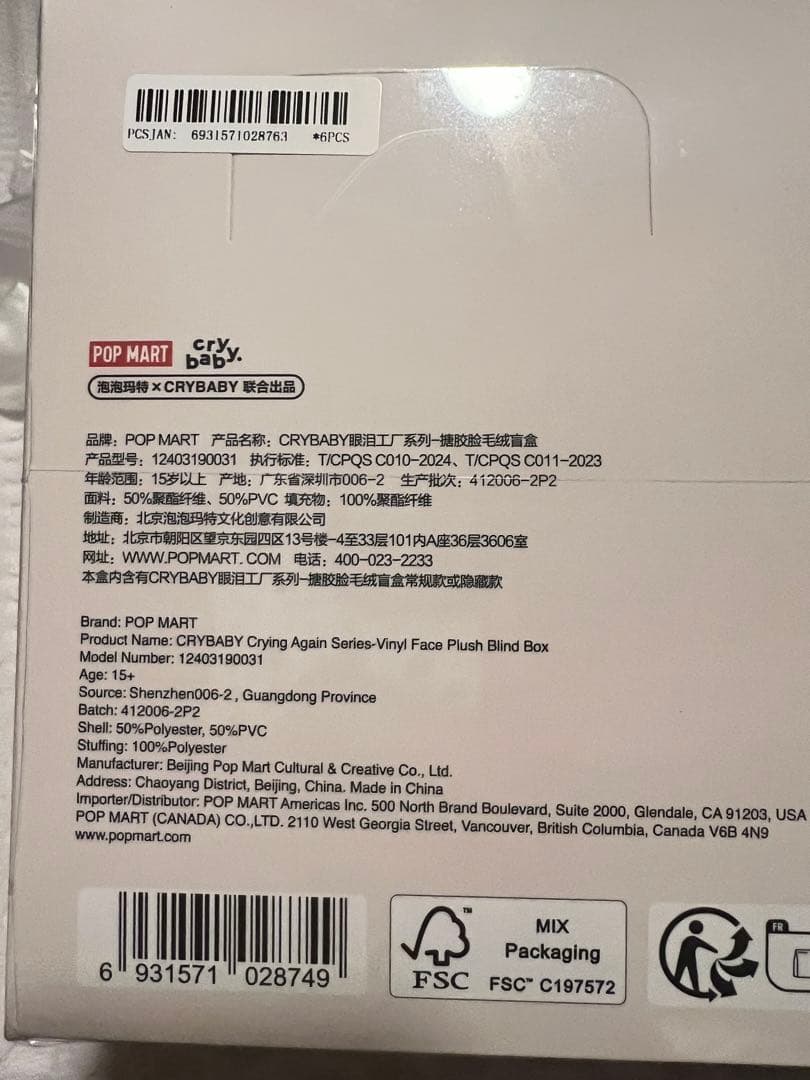 PCSJAN: 6931571028763 *6PCS
POP MART cry baby.
泡泡玛特×CRYBABY 联合出品
品牌：POP MART 产品名称：CRYBABY眼泪工厂系列-搪胶脸毛绒盲盒
产品型号：12403190031 执行标准：T/CPQS C010-2024、T/CPQS C011-2023
年龄范围：15岁以上 产地：广东省深圳市006-2 生产批次：412006-2P2
面料：50%聚酯纤维、50%PVC 填充物：100%聚酯纤维
制造商：北京泡泡玛特文化创意有限公司
地址：北京市朝阳区望京东园四区13号楼-4至33层101内A座36层3606室
网址：WWW.POPMART.COM 电话：400-023-2233
本盒内含有CRYBABY眼泪工厂系列-搪胶脸毛绒盲盒常规款或隐藏款
Brand: POP MART
Product Name: CRYBABY Crying Again Series-Vinyl Face Plush Blind Box
Model Number: 12403190031
Age: 15+
Source: Shenzhen006-2, Guangdong Province
Batch: 412006-2P2
Shell: 50%Polyester, 50%PVC
Stuffing: 100%Polyester
Manufacturer: Beijing Pop Mart Cultural & Creative Co., Ltd.
Address: Chaoyang District, Beijing, China. Made in China
Importer/Distributor: POP MART Americas Inc. 500 North Brand Boulevard, Suite 2000, Glendale, CA 91203, USA
POP MART (CANADA) CO.,LTD. 2110 West Georgia Street, Vancouver, British Columbia, Canada V6B 4N9
www.popmart.com
6 931571 028749
FSC™
MIX
Packaging
FSC™ C197572
FR